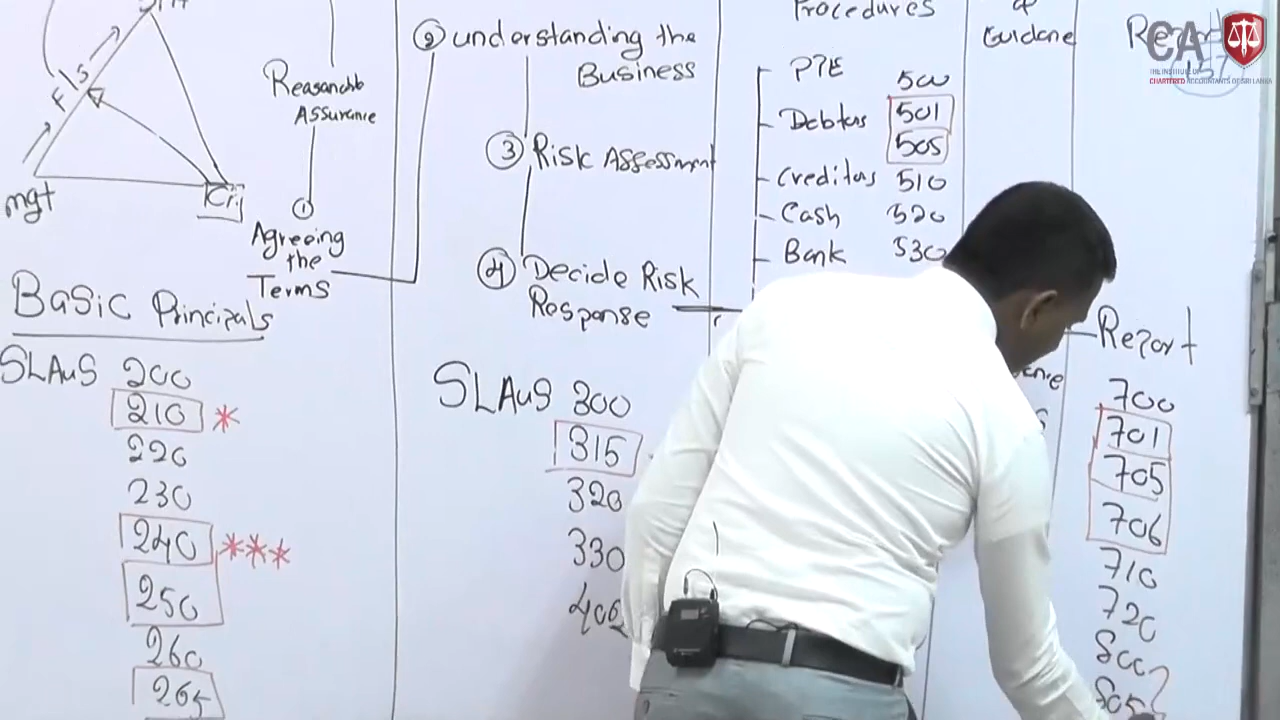 F/S
mgt
Reasonable
Assurance
①
Agreeing
the
Terms
Basic Principals
SLAuS 200
210 *
220
230
240 ***
250
260
265
② understanding the
Business
③ Risk Assessment
④ Decide Risk
Response
SLAuS 300
315
320
330
402
Procedures
PPE 500
Debtors 501
505
Creditors 510
Cash 520
Bank 530
Report
700
701
705
706
710
720
800
805
CA
THE INSTITUTE OF
CHARTERED ACCOUNTANTS OF SRI LANKA